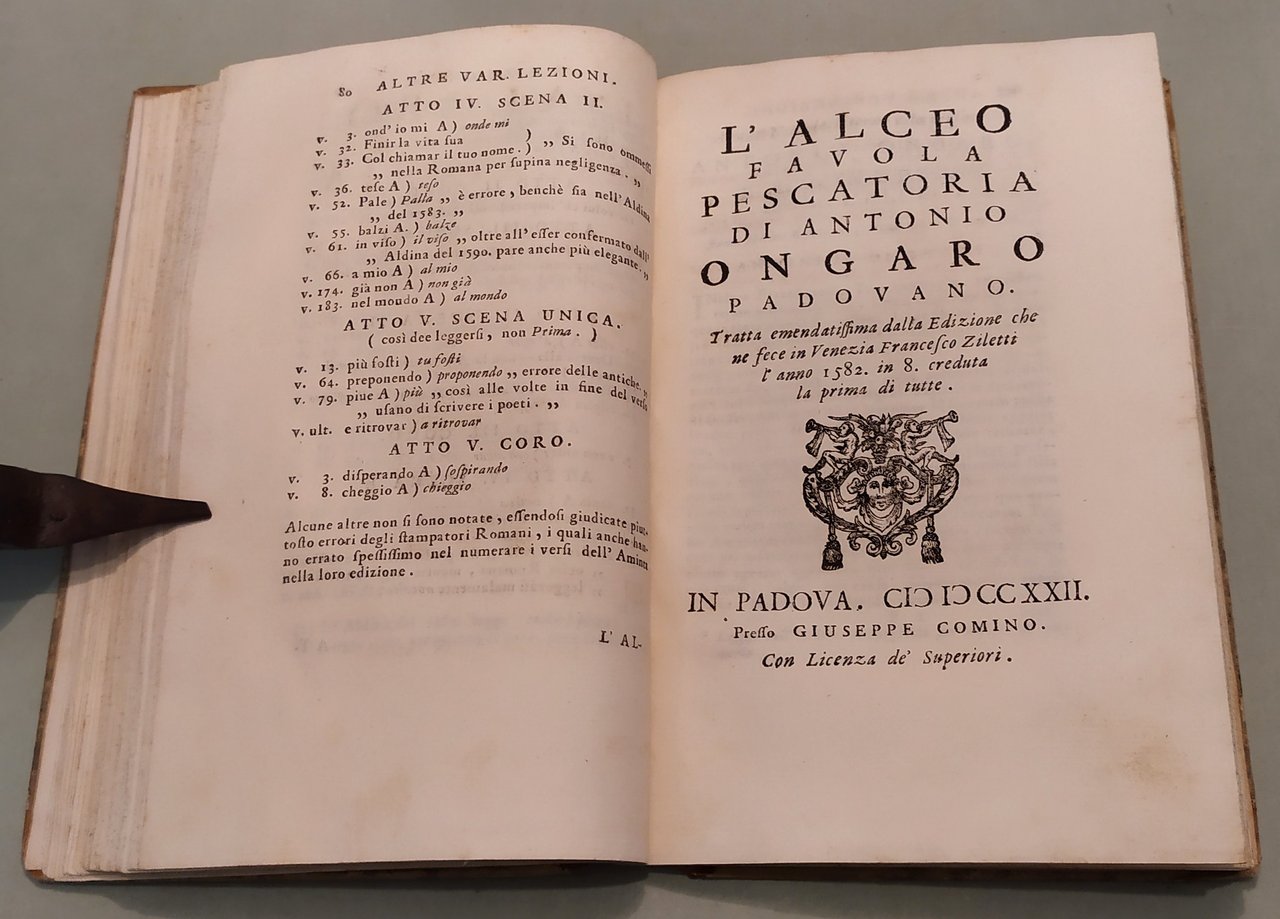 80 ALTRE VAR. LEZIONI.
ATTO IV. SCENA II.
v. 3. ond' io mi A ) onde mi
v. 32. Finir la vita sua )
v. 33. Col chiamar il tuo nome. ) ,, Si sono ommessi
,, nella Romana per supina negligenza. ,,
v. 36. tese A ) teso
v. 52. Pale ) Palla ,, è errore, benchè sia nell' Aldina
,, del 1583. ,,
v. 55. balzi A. ) balze
v. 61. in viso ) il viso ,, oltre all' esser confermato dall'
,, Aldina del 1590. pare anche più elegante. ,,
v. 66. a mio A ) al mio
v. 174. già non A ) non già
v. 183. nel mondo A ) al mondo
ATTO V. SCENA UNICA.
( così dee leggersi, non Prima. )
v. 13. più fosti ) tu fosti
v. 64. preponendo ) proponendo ,, errore delle antiche. ,,
v. 79. piue A ) più ,, così alle volte in fine del verso
,, usano di scrivere i poeti. ,,
v. ult. e ritrovar ) a ritrovar
ATTO V. CORO.
v. 3. disperando A ) sospirando
v. 8. cheggio A ) chieggio
Alcune altre non si sono notate, essendosi giudicate piut-
tosto errori degli stampatori Romani, i quali anche han-
no errato spessissimo nel numerare i versi dell' Aminta
nella loro edizione.
L' AL-
L' ALCEO
FAVOLA
PESCATORIA
DI ANTONIO
ONGARO
PADOVANO.
Tratta emendatissima dalla Edizione che
ne fece in Venezia Francesco Ziletti
l' anno 1582. in 8. creduta
la prima di tutte.
IN PADOVA. CIↃ IↃCCXXII.
Presso GIUSEPPE COMINO.
Con Licenza de' Superiori.